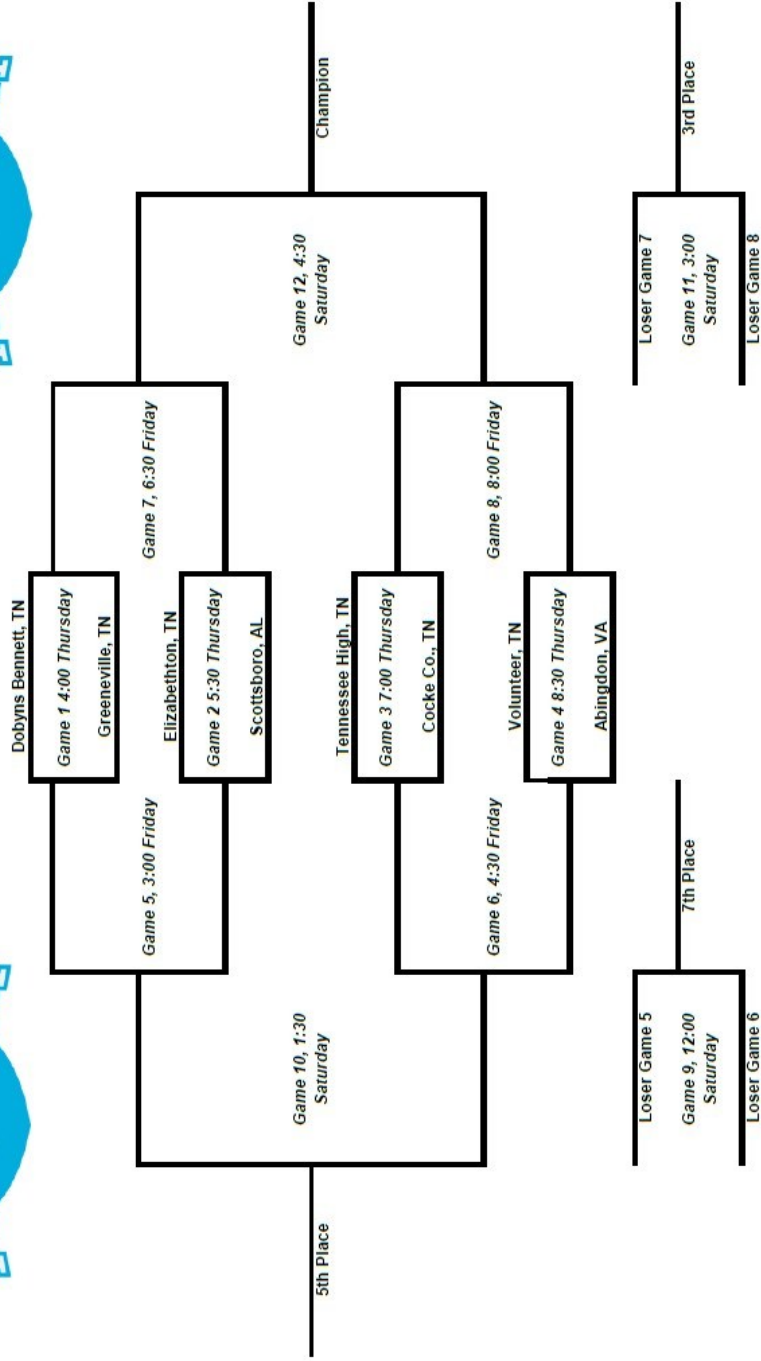 Dobyns Bennett, TN
Game 1 4:00 Thursday
Greeneville, TN
Game 5, 3:00 Friday
Game 7, 6:30 Friday
Elizabethton, TN
Game 2 5:30 Thursday
Scottsboro, AL
5th Place
Game 10, 1:30
Saturday
Game 12, 4:30
Saturday
Champion
Tennessee High, TN
Game 3 7:00 Thursday
Cocke Co., TN
Game 6, 4:30 Friday
Game 8, 8:00 Friday
Volunteer, TN
Game 4 8:30 Thursday
Abingdon, VA
Loser Game 5
Game 9, 12:00
Saturday
Loser Game 6
7th Place
Loser Game 7
Game 11, 3:00
Saturday
Loser Game 8
3rd Place